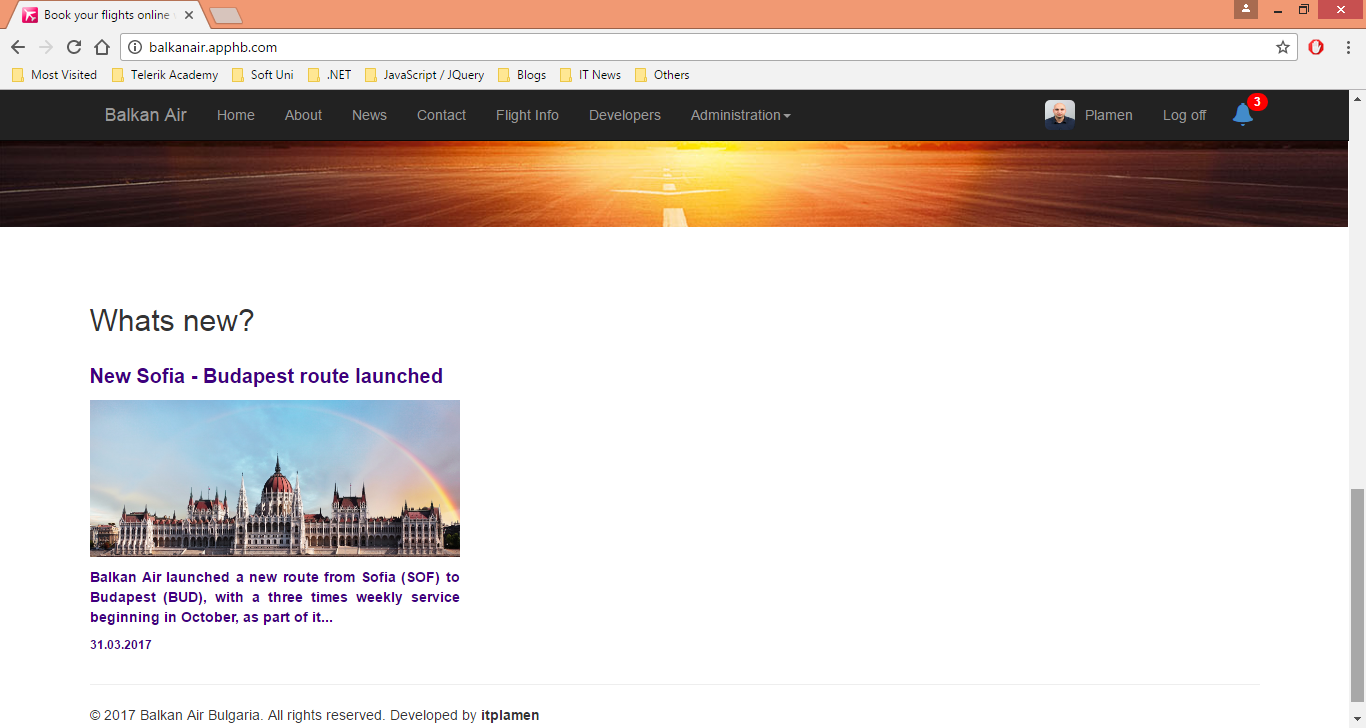 Book your flights online
balkanair.apphb.com
Most Visited Telerik Academy Soft Uni .NET JavaScript / JQuery Blogs IT News Others
Balkan Air Home About News Contact Flight Info Developers Administration Plamen Log off 3
Whats new?
New Sofia - Budapest route launched
Balkan Air launched a new route from Sofia (SOF) to
Budapest (BUD), with a three times weekly service
beginning in October, as part of it...
31.03.2017
© 2017 Balkan Air Bulgaria. All rights reserved. Developed by itplamen